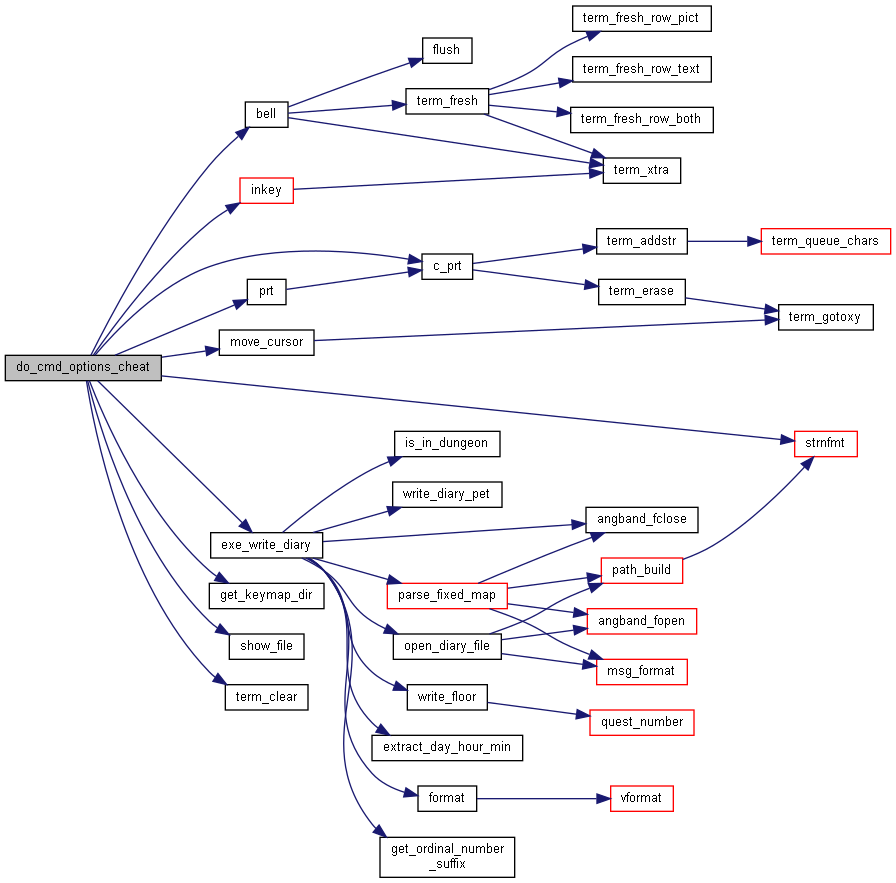 term_fresh_row_pict
flush
term_fresh_row_text
term_fresh
bell
term_fresh_row_both
term_xtra
inkey
term_addstr
term_queue_chars
c_prt
prt
term_erase
term_gotoxy
move_cursor
do_cmd_options_cheat
is_in_dungeon
strnfmt
write_diary_pet
angband_fclose
exe_write_diary
path_build
parse_fixed_map
get_keymap_dir
angband_fopen
show_file
open_diary_file
msg_format
term_clear
write_floor
quest_number
extract_day_hour_min
format
vformat
get_ordinal_number
_suffix